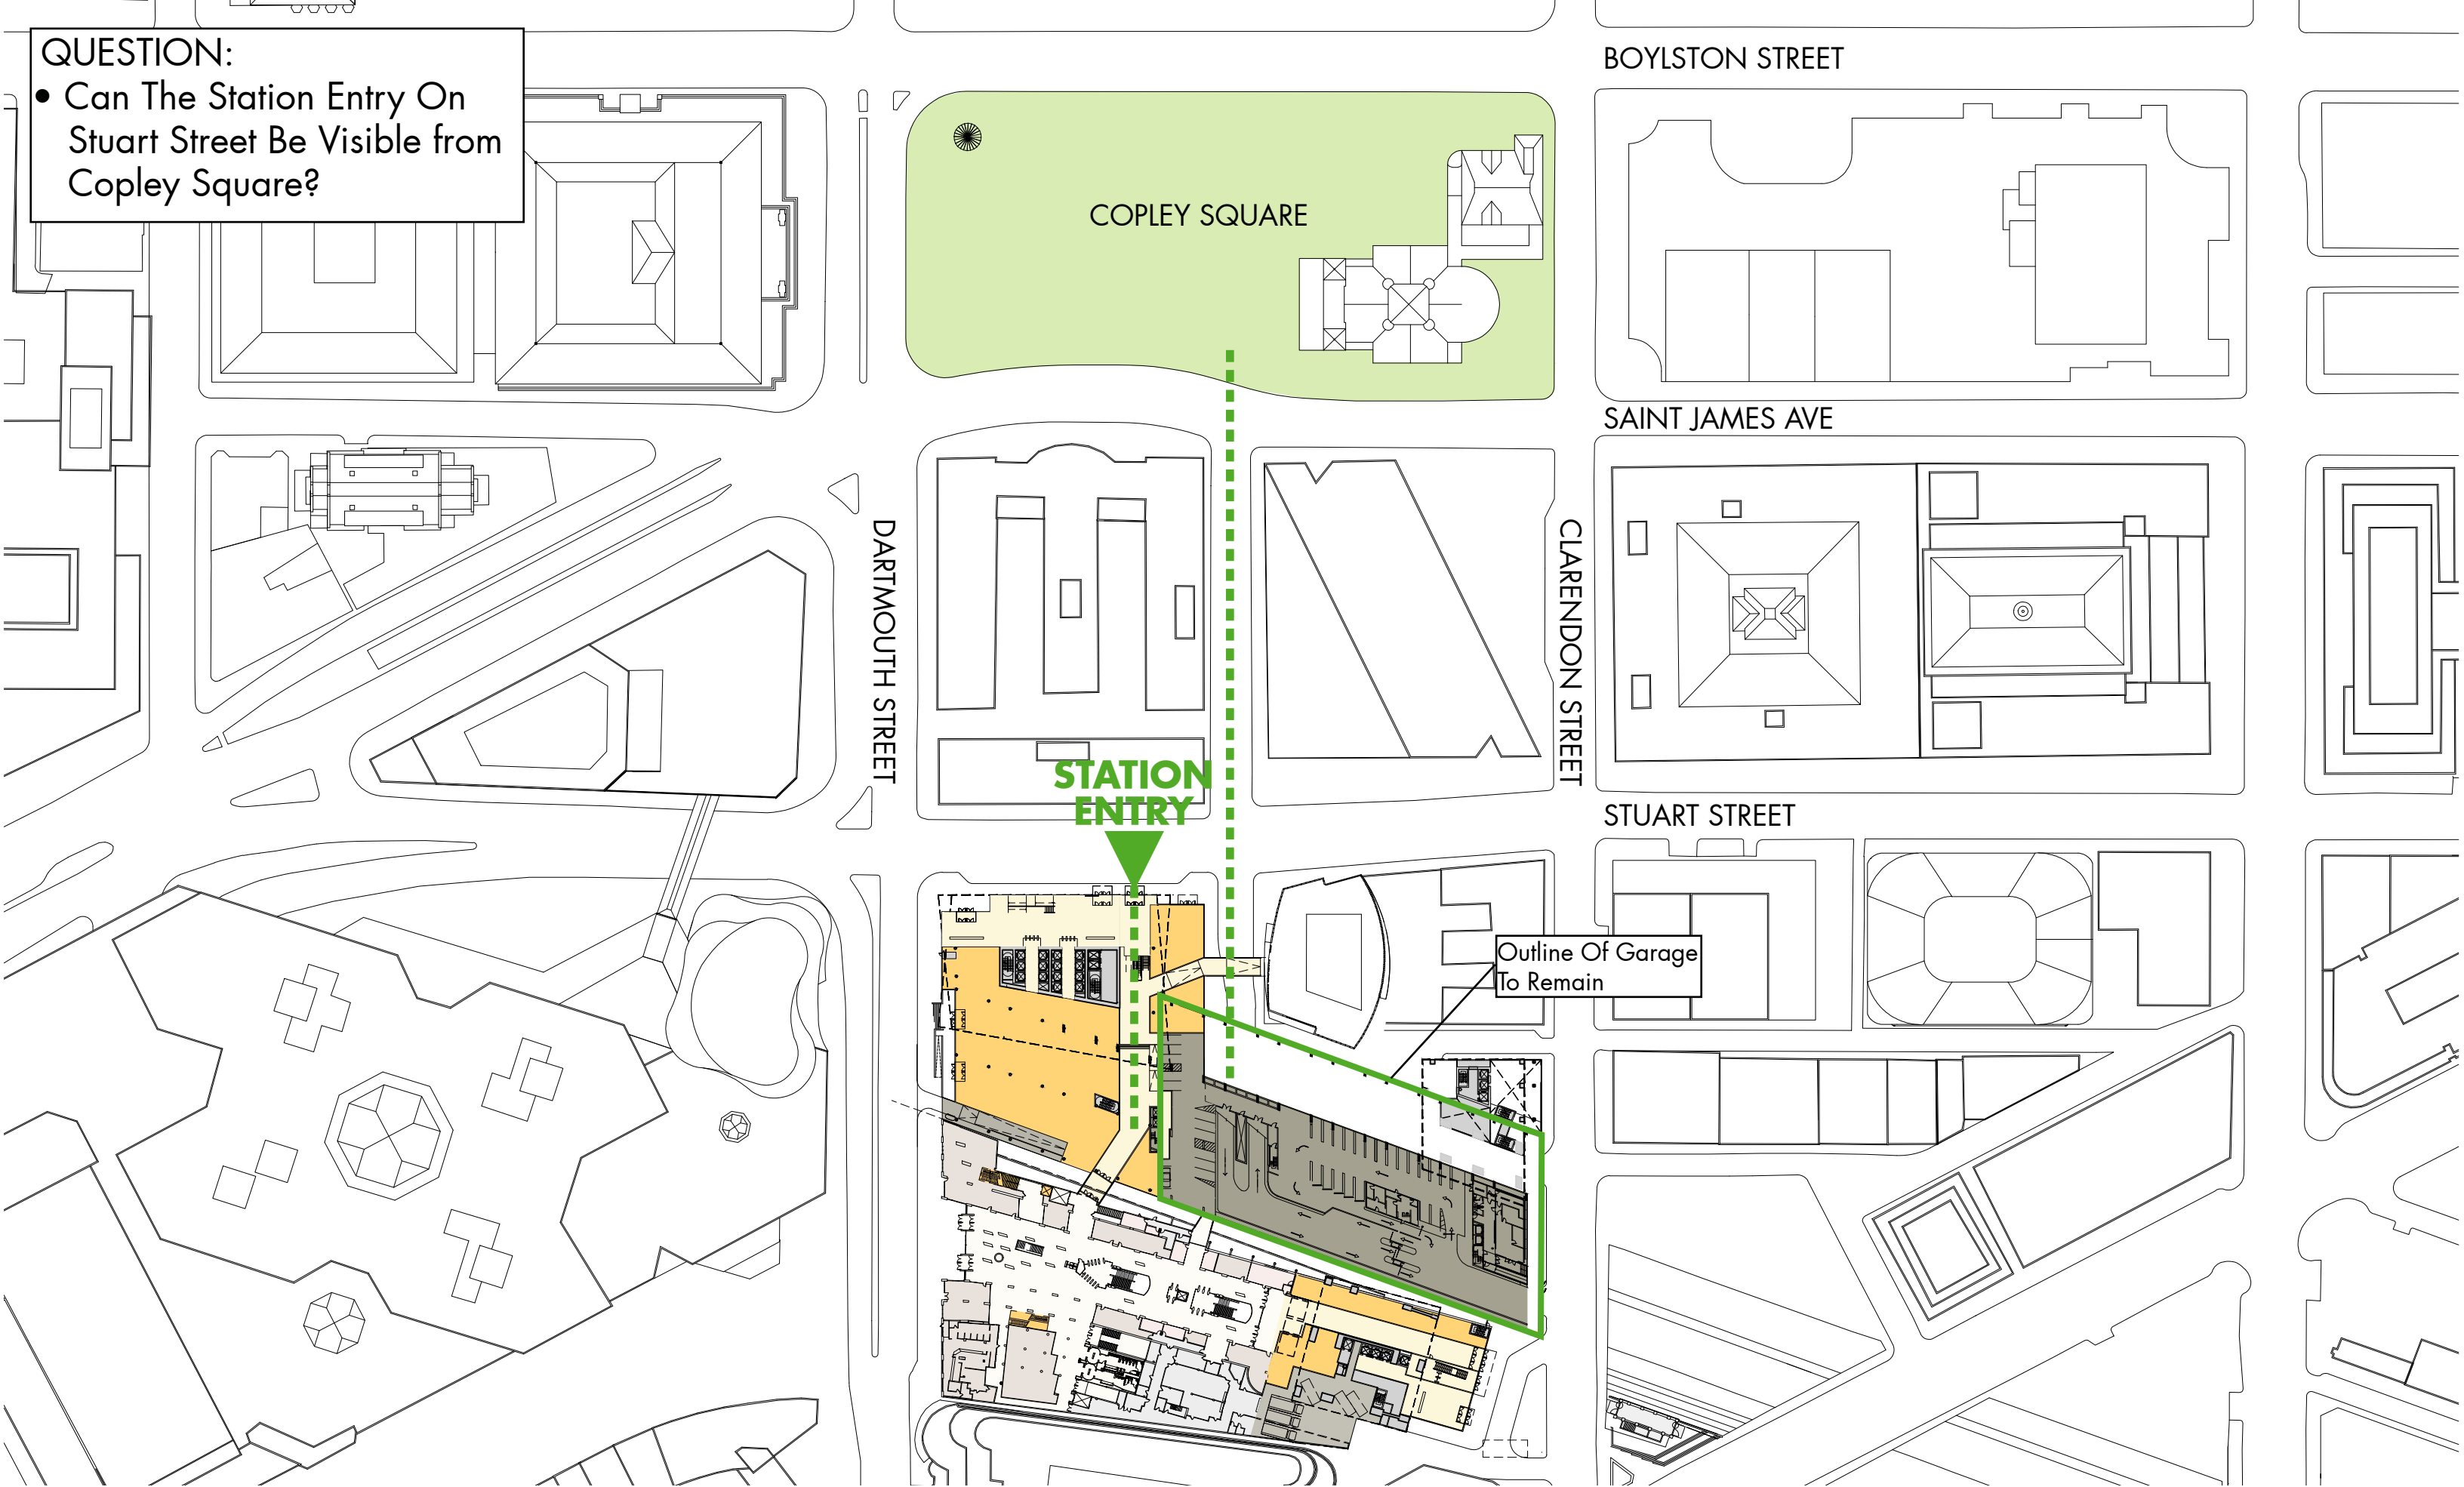 QUESTION:
• Can The Station Entry On
Stuart Street Be Visible from
Copley Square?
BOYLSTON STREET
COPLEY SQUARE
SAINT JAMES AVE
DARTMOUTH STREET
CLARENDON STREET
STATION
ENTRY
STUART STREET
Outline Of Garage
To Remain